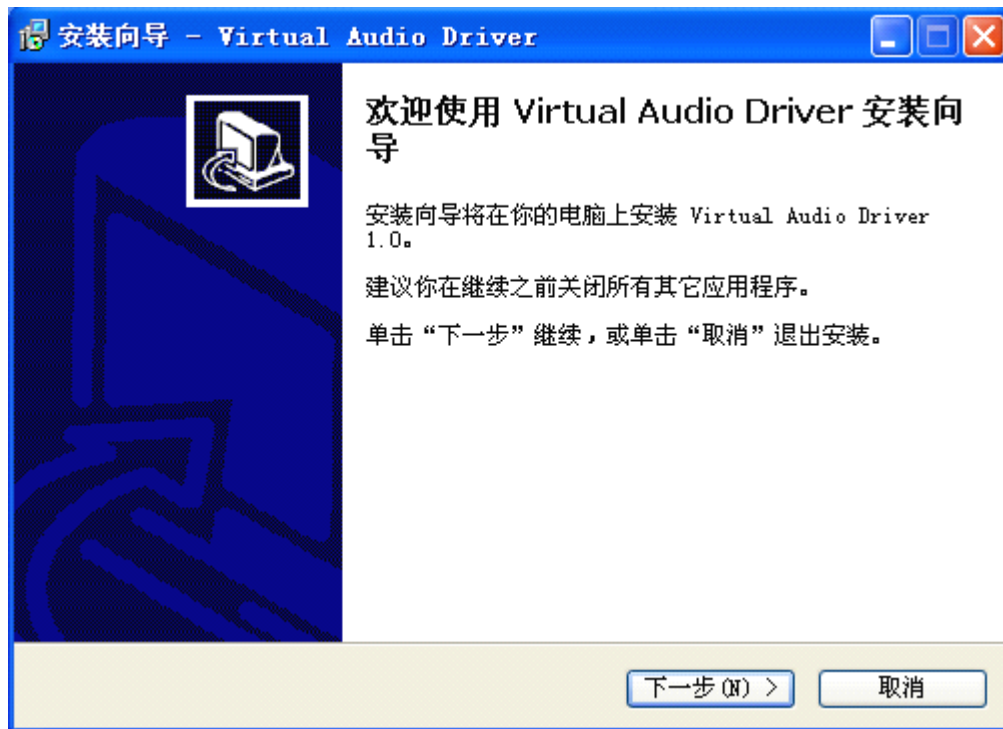 安装向导 - Virtual Audio Driver
欢迎使用 Virtual Audio Driver 安装向
导
安装向导将在你的电脑上安装 Virtual Audio Driver
1.0。
建议你在继续之前关闭所有其它应用程序。
单击“下一步”继续，或单击“取消”退出安装。
下一步(N) >
取消